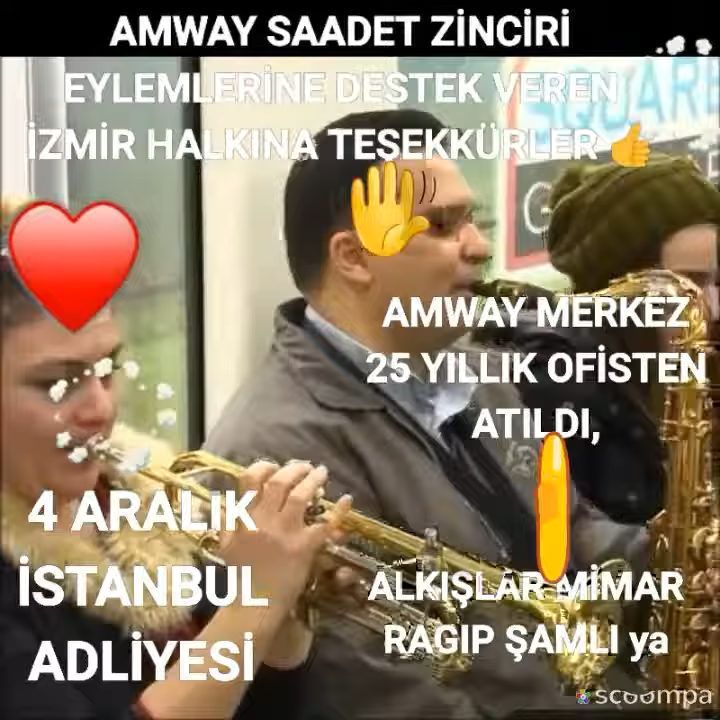 AMWAY SAADET ZİNCİRİ
EYLEMLERİNE DESTEK VEREN
İZMİR HALKINA TEŞEKKÜRLER
SQUARE
G
AMWAY MERKEZ
25 YILLIK OFİSTEN
ATILDI,
4 ARALIK
İSTANBUL
ADLİYESİ
ALKIŞLAR MİMAR
RAGIP ŞAMLI ya
scoompa